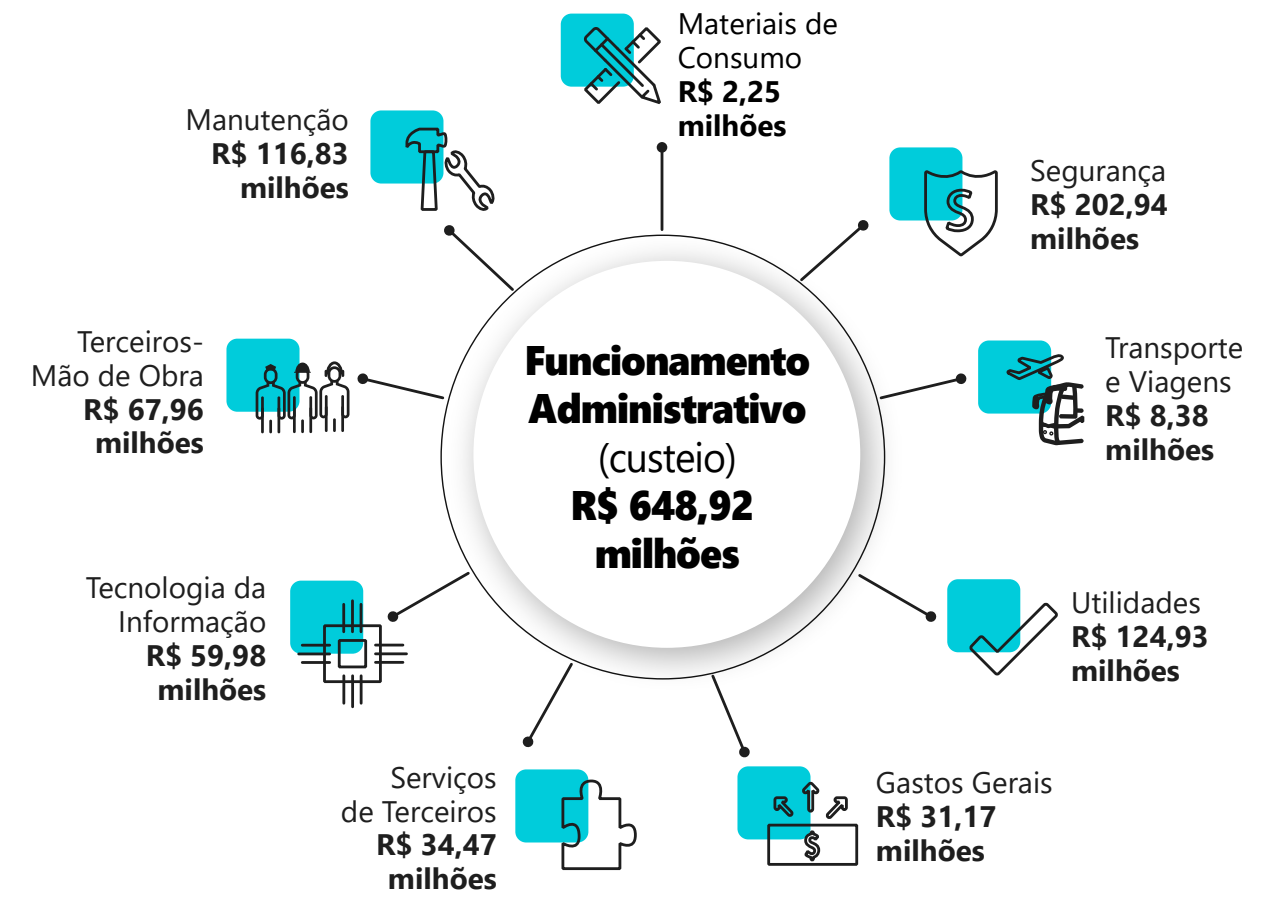 Materiais de
Consumo
R$ 2,25
milhões
Manutenção
R$ 116,83
milhões
Segurança
R$ 202,94
milhões
Terceiros-
Mão de Obra
R$ 67,96
milhões
Funcionamento
Administrativo
(custeio)
R$ 648,92
milhões
Transporte
e Viagens
R$ 8,38
milhões
Tecnologia da
Informação
R$ 59,98
milhões
Utilidades
R$ 124,93
milhões
Serviços
de Terceiros
R$ 34,47
milhões
Gastos Gerais
R$ 31,17
milhões